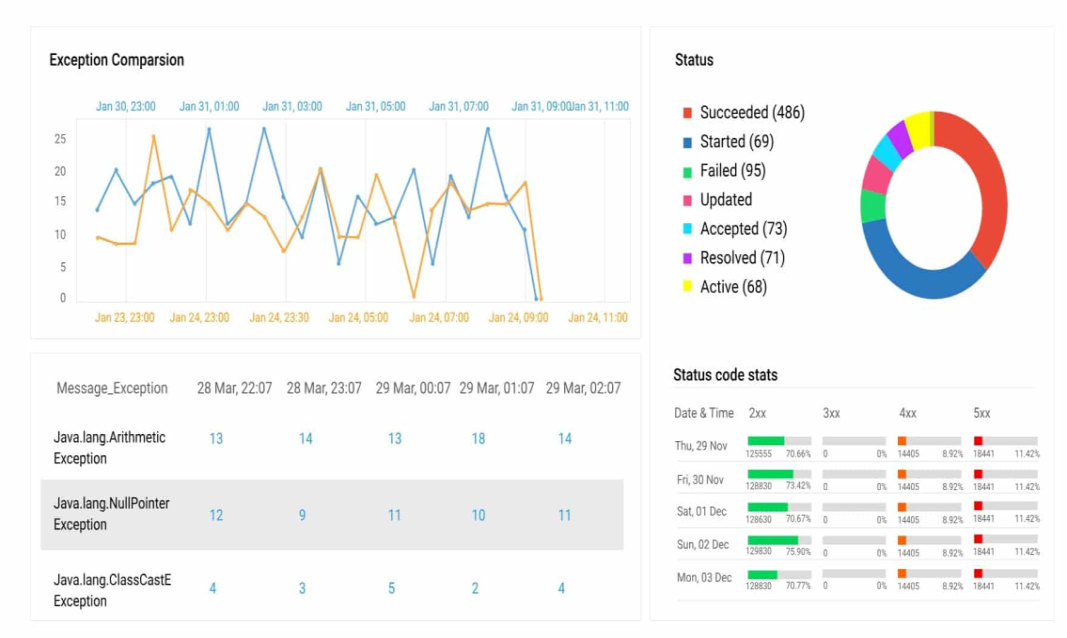 Exception Comparsion
Jan 30, 23:00 Jan 31, 01:00 Jan 31, 03:00 Jan 31, 05:00 Jan 31, 07:00 Jan 31, 09:00 Jan 31, 11:00
25
20
15
10
5
0
Jan 23, 23:00 Jan 24, 23:00 Jan 24, 23:30 Jan 24, 05:00 Jan 24, 07:00 Jan 24, 09:00 Jan 24, 11:00
Message_Exception 28 Mar, 22:07 28 Mar, 23:07 29 Mar, 00:07 29 Mar, 01:07 29 Mar, 02:07
Java.lang.Arithmetic 13 14 13 18 14
Exception
Java.lang.NullPointer
Exception 12 9 11 10 11
Java.lang.ClassCastE
Exception 4 3 5 2 4
Status
Succeeded (486)
Started (69)
Failed (95)
Updated
Accepted (73)
Resolved (71)
Active (68)
Status code stats
Date & Time 2xx 3xx 4xx 5xx
Thu, 29 Nov
125555 70.66% 0 0% 14405 8.92% 18441 11.42%
Fri, 30 Nov
128830 73.42% 0 0% 14405 8.92% 18441 11.42%
Sat, 01 Dec
128630 70.67% 0 0% 14405 8.92% 18441 11.42%
Sun, 02 Dec
129830 75.90% 0 0% 14405 8.92% 18441 11.42%
Mon, 03 Dec
128830 70.77% 0 0% 14405 8.92% 18441 11.42%